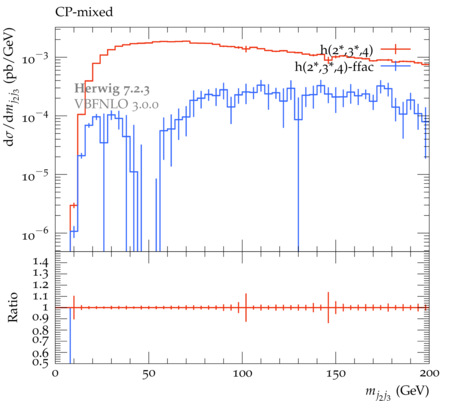 CP-mixed
dσ/dm_{j₂j₃} (pb/GeV)
10⁻³
10⁻⁴
10⁻⁵
10⁻⁶
h(2*,3*,4)
h(2*,3*,4)-ffac
Herwig 7.2.3
VBFNLO 3.0.0
Ratio
1.4
1.3
1.2
1.1
1
0.9
0.8
0.7
0.6
0.5
0 50 100 150 200
m_{j₂j₃} (GeV)